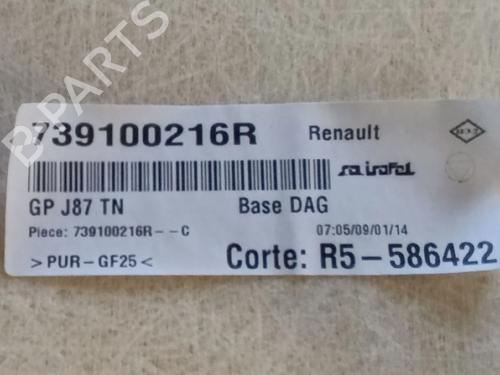 739100216R Renault
GP J87 TN Base DAG
Piece: 739100216R--C 07:05/09/01/14
>PUR-GF25< Corte: R5-586422
B-PARTS